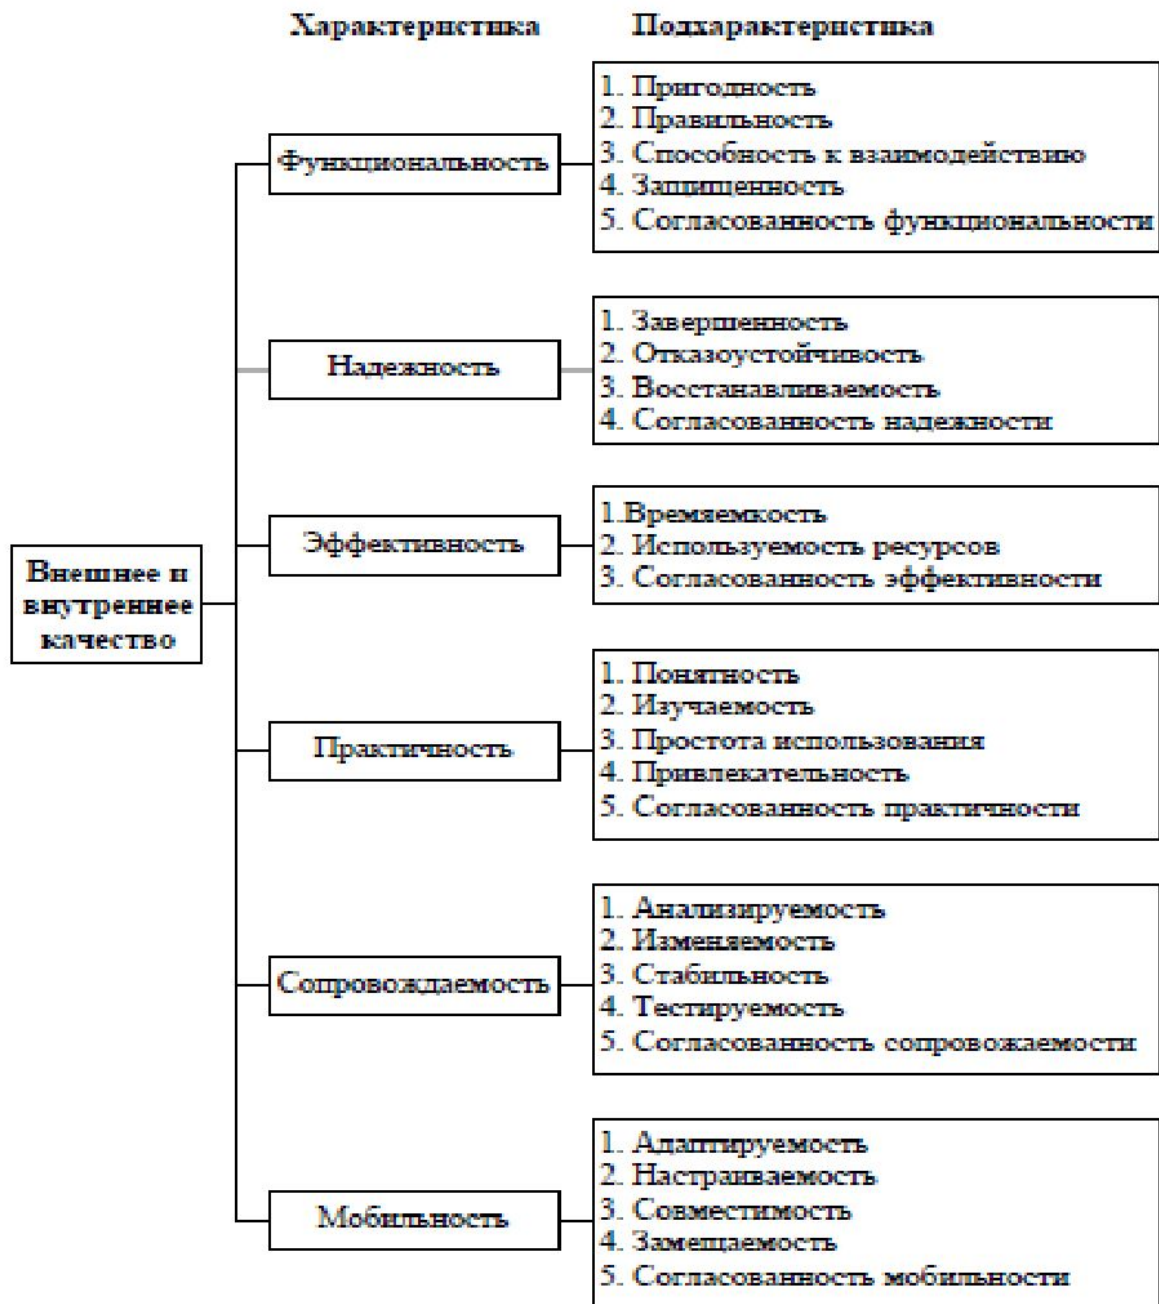 Характеристика Подхарактеристика
Функциональность
1. Пригодность
2. Правильность
3. Способность к взаимодействию
4. Защищенность
5. Согласованность функциональности
Надежность
1. Завершенность
2. Отказоустойчивость
3. Восстанавливаемость
4. Согласованность надежности
Внешнее и
внутреннее
качество
Эффективность
1.Времяемкость
2. Используемость ресурсов
3. Согласованность эффективности
Практичность
1. Понятность
2. Изучаемость
3. Простота использования
4. Привлекательность
5. Согласованность практичности
Сопровождаемость
1. Анализируемость
2. Изменяемость
3. Стабильность
4. Тестируемость
5. Согласованность сопровожаемости
Мобильность
1. Адаптируемость
2. Настраиваемость
3. Совместимость
4. Замещаемость
5. Согласованность мобильности